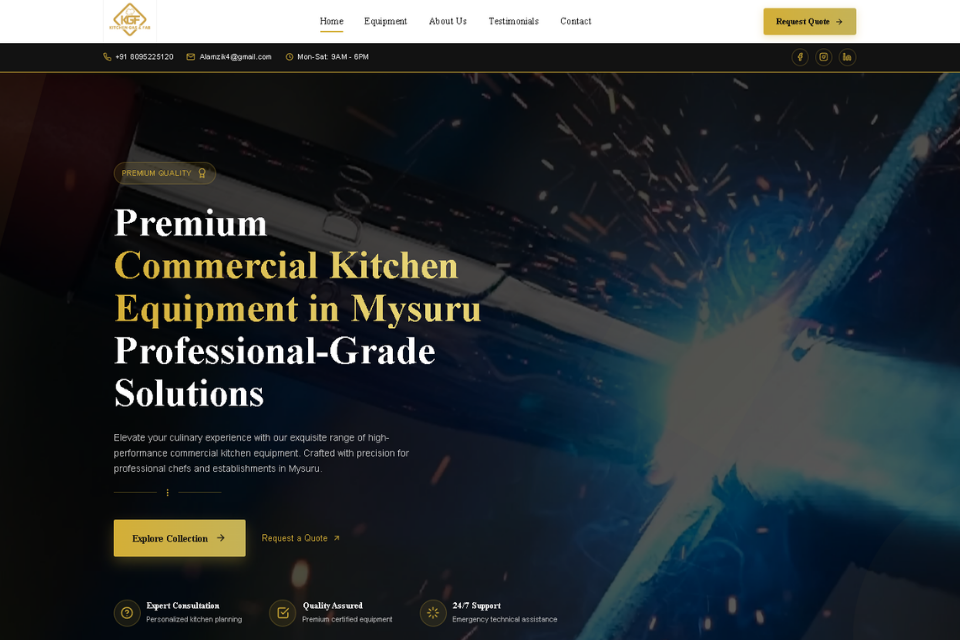 KGF
Home
Equipment
About Us
Testimonials
Contact
Request Quote
+91 8095225120
Alamzik4@gmail.com
Mon-Sat: 9AM - 6PM
PREMIUM QUALITY
Premium
Commercial Kitchen
Equipment in Mysuru
Professional-Grade
Solutions
Elevate your culinary experience with our exquisite range of high-
performance commercial kitchen equipment. Crafted with precision for
professional chefs and establishments in Mysuru.
Explore Collection
Request a Quote
Expert Consultation
Personalized kitchen planning
Quality Assured
Premium certified equipment
24/7 Support
Emergency technical assistance